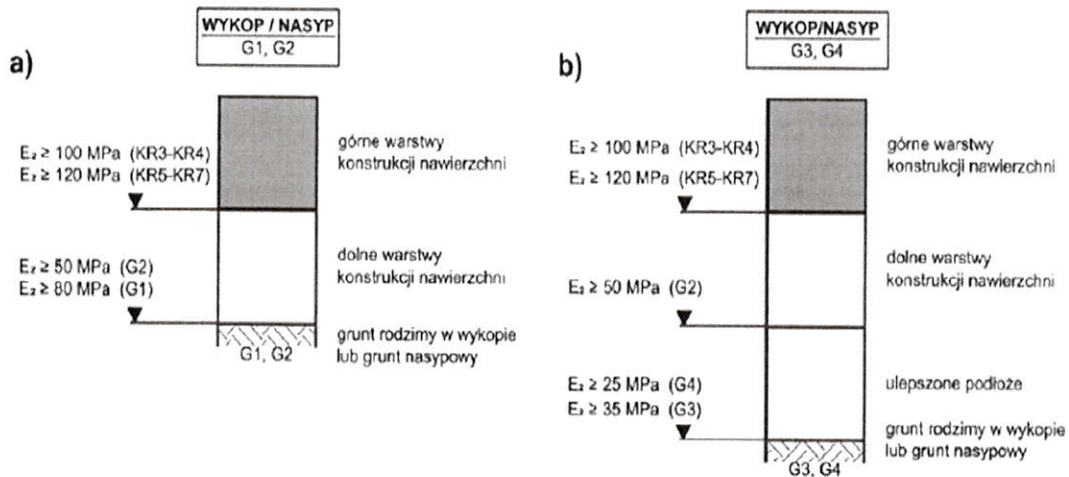 a)
WYKOP / NASYP
G1, G2
E₂ ≥ 100 MPa (KR3-KR4)
E₂ ≥ 120 MPa (KR5-KR7)
górne warstwy
konstrukcji nawierzchni
E₂ ≥ 50 MPa (G2)
E₂ ≥ 80 MPa (G1)
dolne warstwy
konstrukcji nawierzchni
G1, G2
grunt rodzimy w wykopie
lub grunt nasypowy
b)
WYKOP/NASYP
G3, G4
E₂ ≥ 100 MPa (KR3-KR4)
E₂ ≥ 120 MPa (KR5-KR7)
górne warstwy
konstrukcji nawierzchni
E₂ ≥ 50 MPa (G2)
dolne warstwy
konstrukcji nawierzchni
E₂ ≥ 25 MPa (G4)
E₂ ≥ 35 MPa (G3)
ulepszone podłoże
grunt rodzimy w wykopie
lub grunt nasypowy
G3, G4